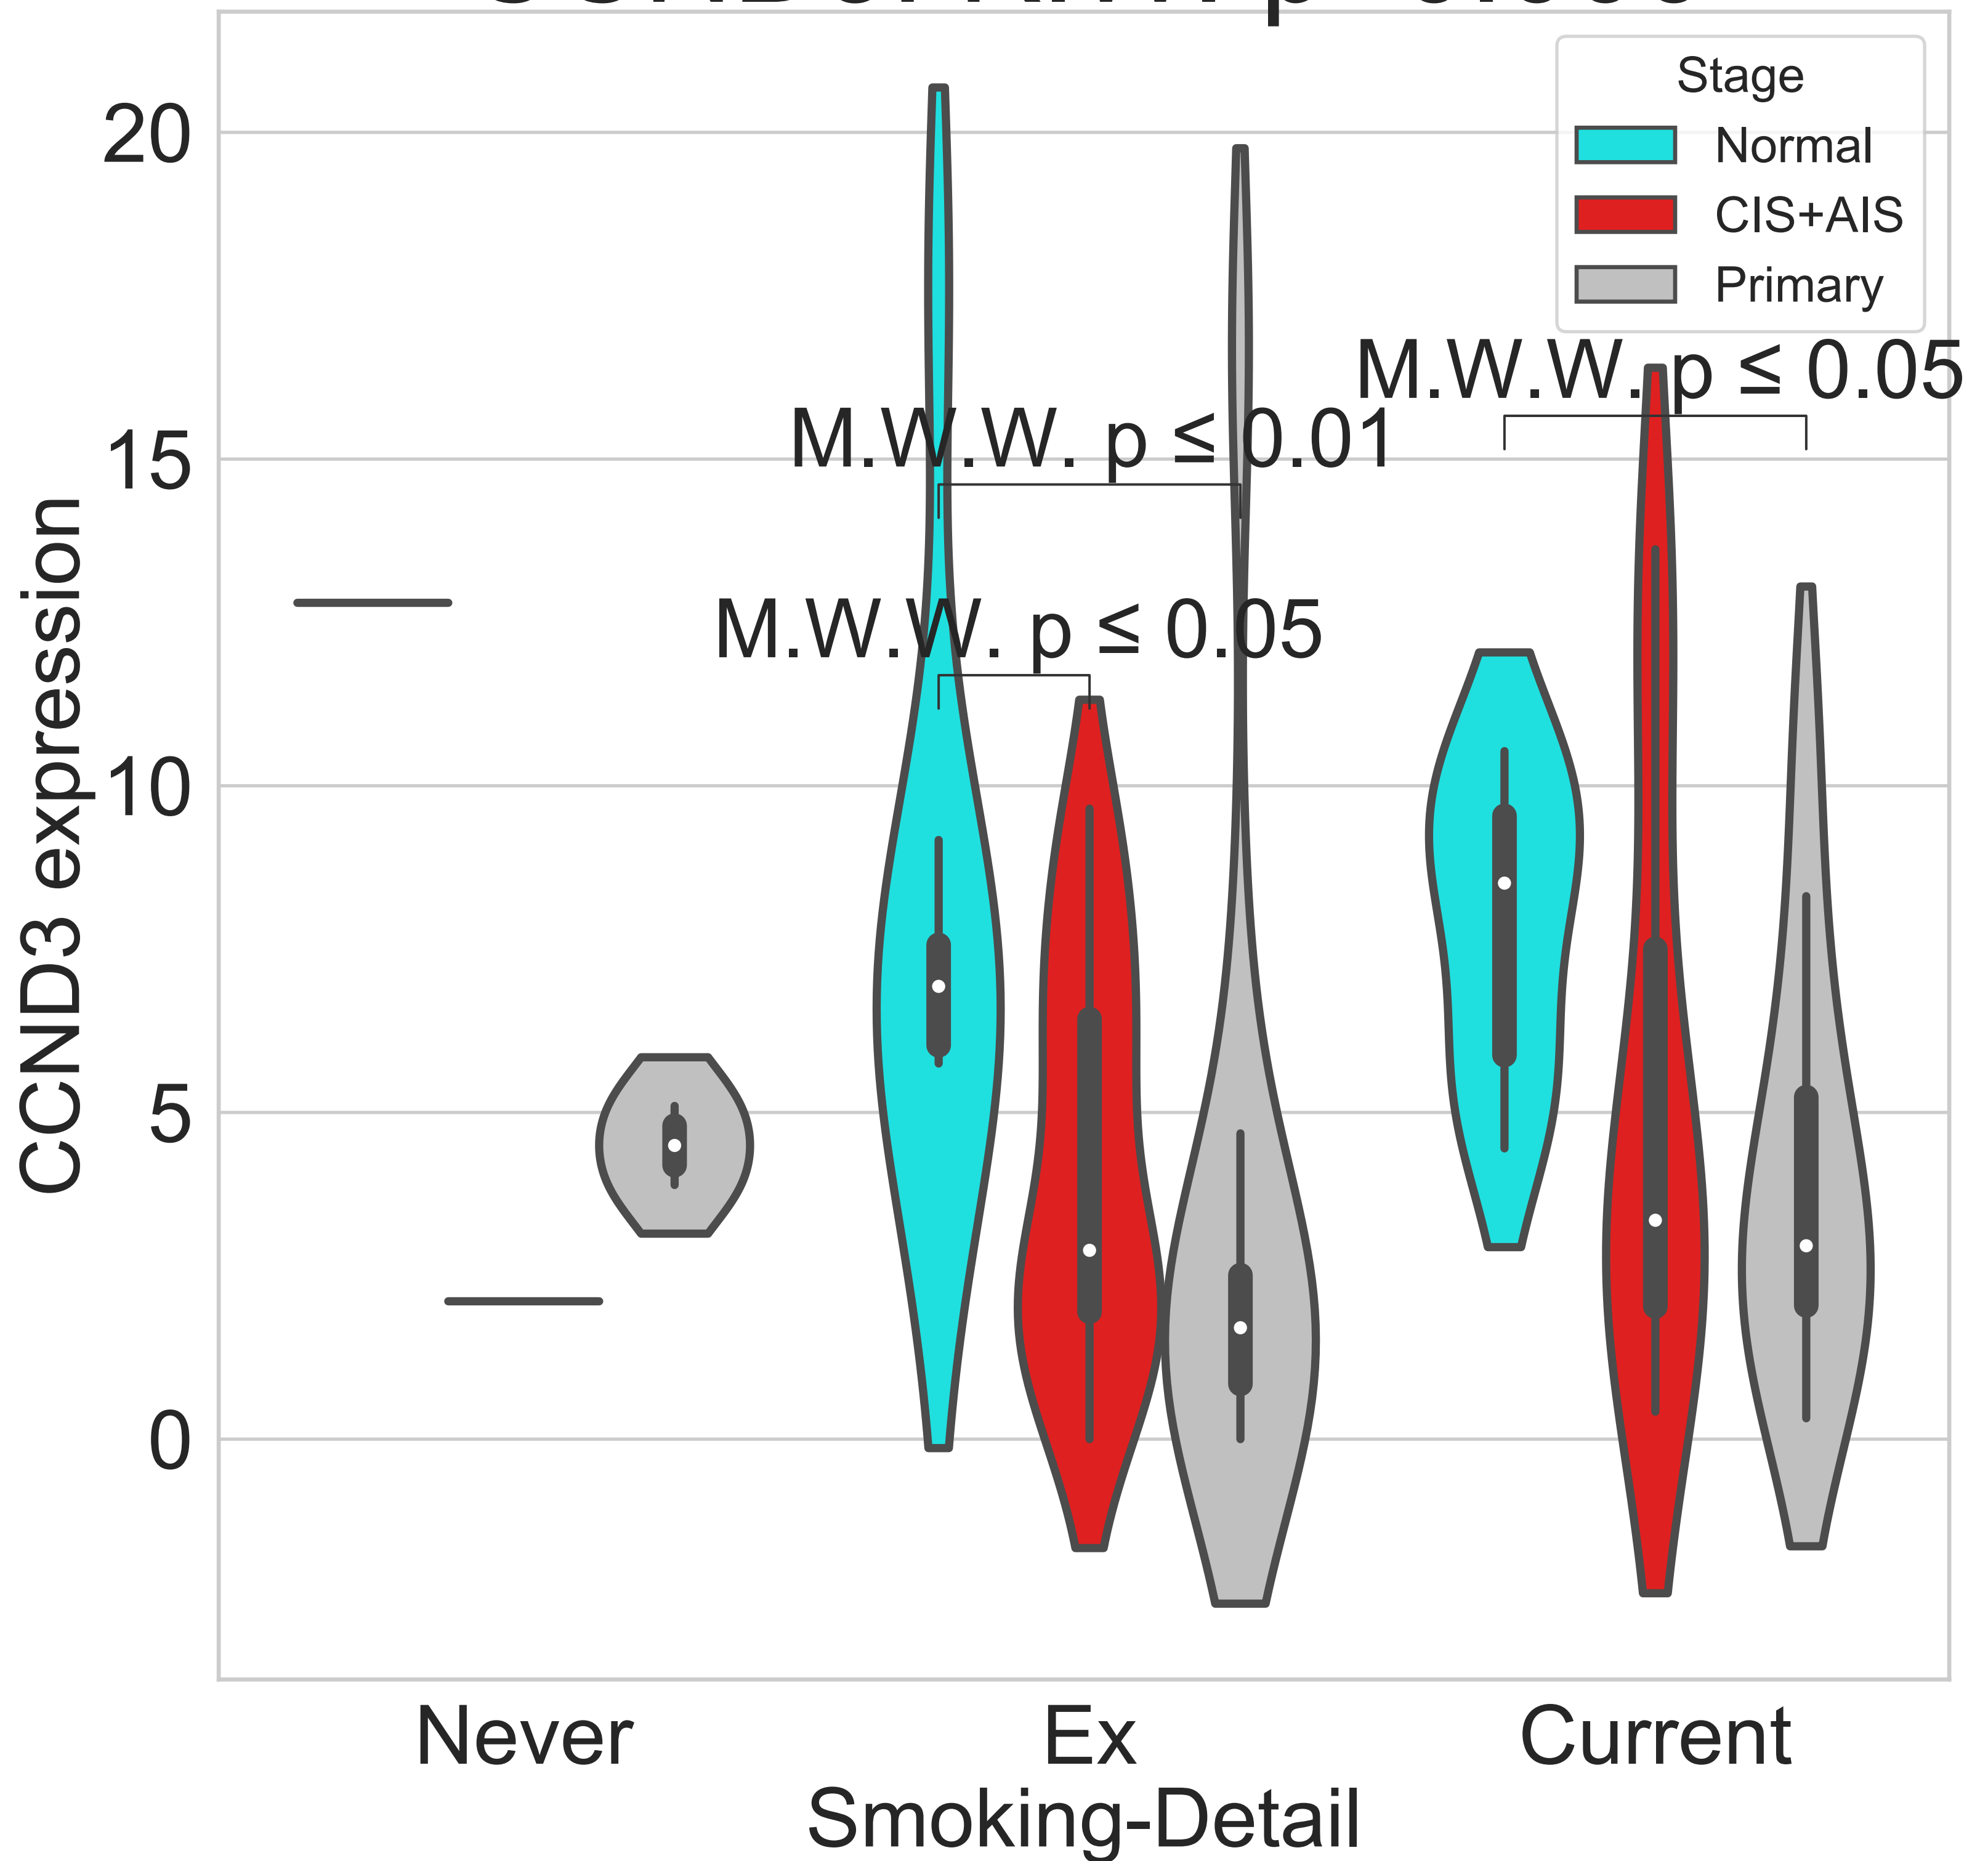 Stage
Normal
CIS+AIS
Primary
M.W.W. p ≤ 0.05
M.W.W. p ≤ 0.01
M.W.W. p ≤ 0.05
20
15
10
5
0
CCND3 expression
Never
Ex
Current
Smoking-Detail